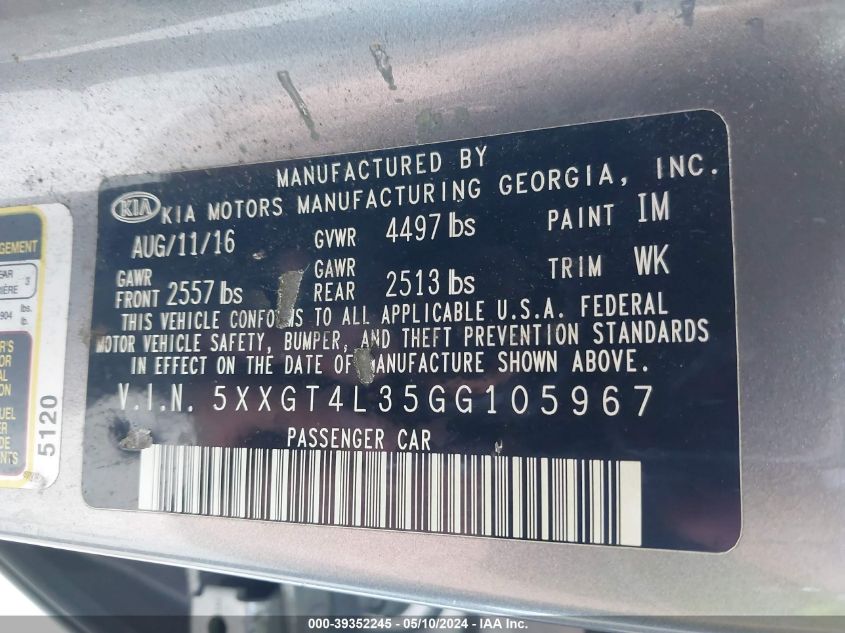 MANUFACTURED BY
KIA KIA MOTORS MANUFACTURING GEORGIA, INC.
AUG/11/16 GVWR 4497 lbs PAINT IM
GAWR FRONT 2557 lbs GAWR REAR 2513 lbs TRIM WK
THIS VEHICLE CONFORMS TO ALL APPLICABLE U.S.A. FEDERAL
MOTOR VEHICLE SAFETY, BUMPER, AND THEFT PREVENTION STANDARDS
IN EFFECT ON THE DATE OF MANUFACTURE SHOWN ABOVE.
V.I.N. 5XXGT4L35GG105967
PASSENGER CAR
5120
000-39352245 - 05/10/2024 - IAA Inc.